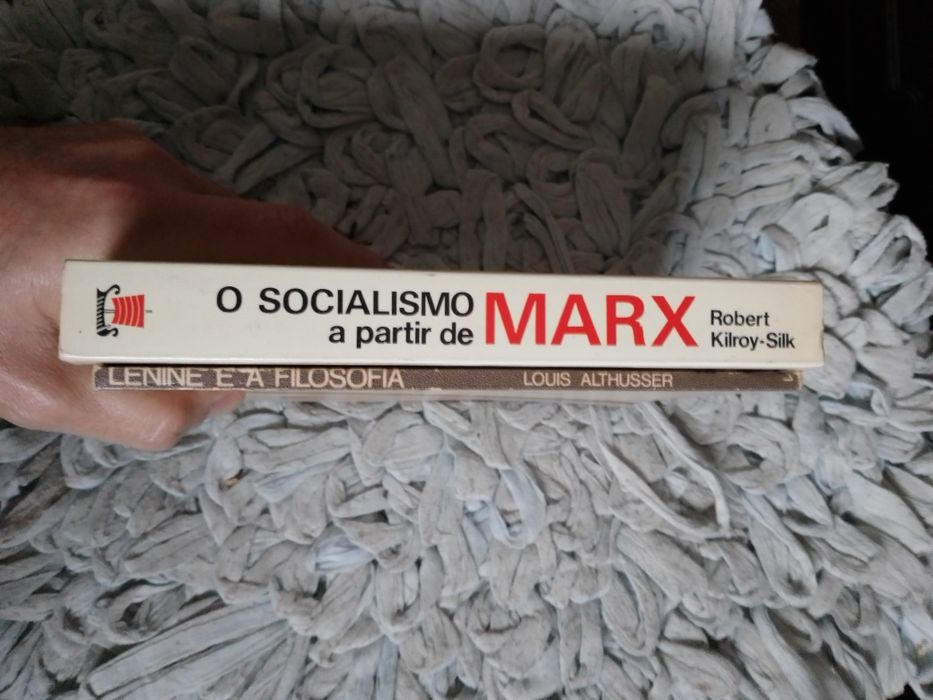 O SOCIALISMO
a partir de
MARX
Robert
Kilroy-Silk
LENINE E A FILOSOFIA
LOUIS ALTHUSSER